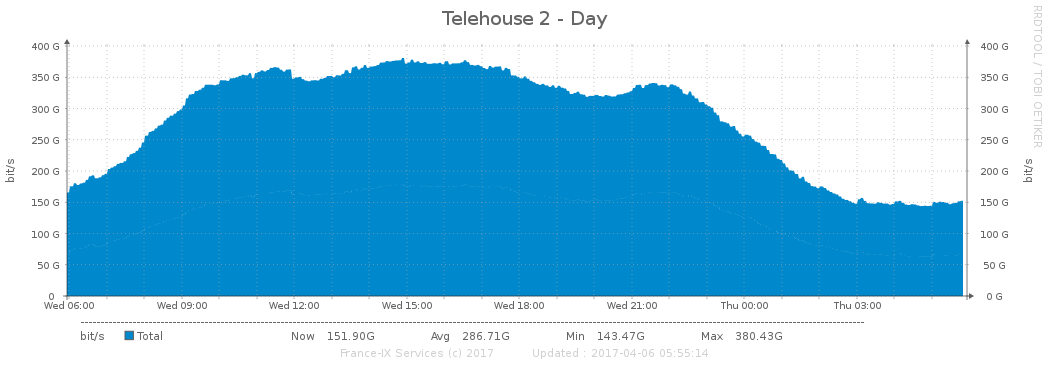 Telehouse 2 - Day
RRDTOOL / TOBI OETIKER
bit/s
400 G 400 G
350 G 350 G
300 G 300 G
250 G 250 G
200 G 200 G
150 G 150 G
100 G 100 G
50 G 50 G
0 0 G
bit/s
Wed 06:00 Wed 09:00 Wed 12:00 Wed 15:00 Wed 18:00 Wed 21:00 Thu 00:00 Thu 03:00
bit/s Total Now 151.90G Avg 286.71G Min 143.47G Max 380.43G
France-IX Services (c) 2017 Updated : 2017-04-06 05:55:14